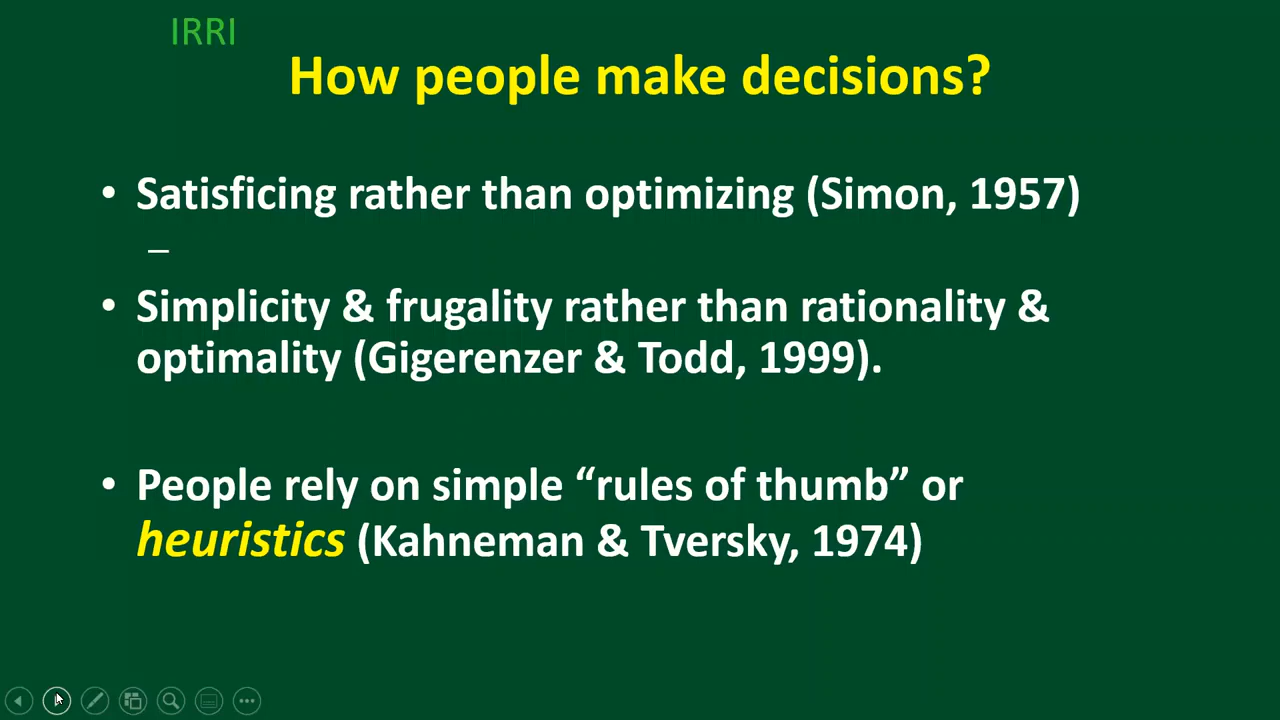 IRRI
How people make decisions?
• Satisficing rather than optimizing (Simon, 1957)
–
• Simplicity & frugality rather than rationality &
optimality (Gigerenzer & Todd, 1999).
• People rely on simple “rules of thumb” or
heuristics (Kahneman & Tversky, 1974)